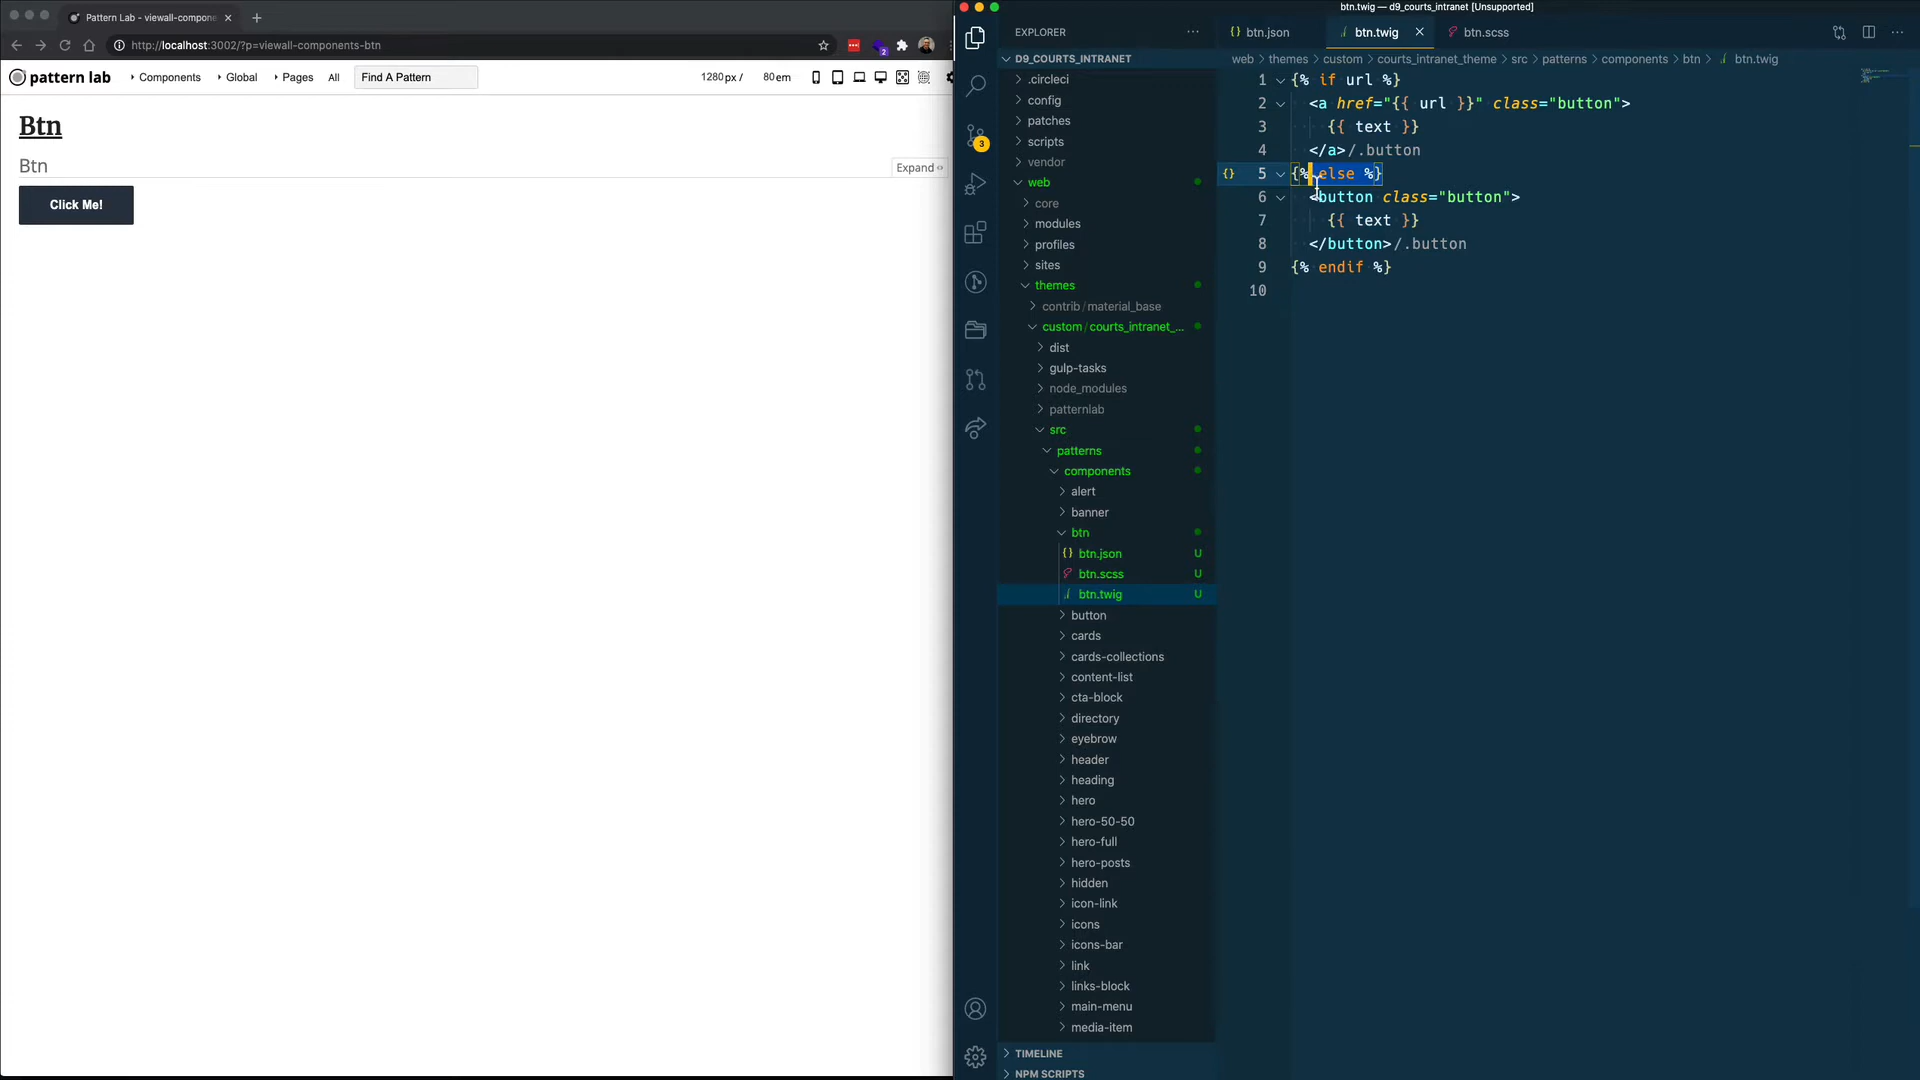 Pattern Lab - viewall-compone
http://localhost:3002/?p=viewall-components-btn
2
pattern lab
Components
Global
Pages
All
Find A Pattern
1280px /
80em
Btn
Btn
Expand
Click Me!
btn.twig — d9_courts_intranet [Unsupported]
EXPLORER
D9_COURTS_INTRANET
.circleci
config
patches
scripts
vendor
web
core
modules
profiles
sites
themes
contrib / material_base
custom / courts_intranet_...
dist
gulp-tasks
node_modules
patternlab
src
patterns
components
alert
banner
btn
btn.json U
btn.scss U
btn.twig U
button
cards
cards-collections
content-list
cta-block
directory
eyebrow
header
heading
hero
hero-50-50
hero-full
hero-posts
hidden
icon-link
icons
icons-bar
link
links-block
main-menu
media-item
TIMELINE
NPM SCRIPTS
3
btn.json
btn.twig
btn.scss
web > themes > custom > courts_intranet_theme > src > patterns > components > btn > btn.twig
1 {% if url %}
2 <a href="{{ url }}" class="button">
3 {{ text }}
4 </a>/.button
5 {% else %}
6 <button class="button">
7 {{ text }}
8 </button>/.button
9 {% endif %}
10